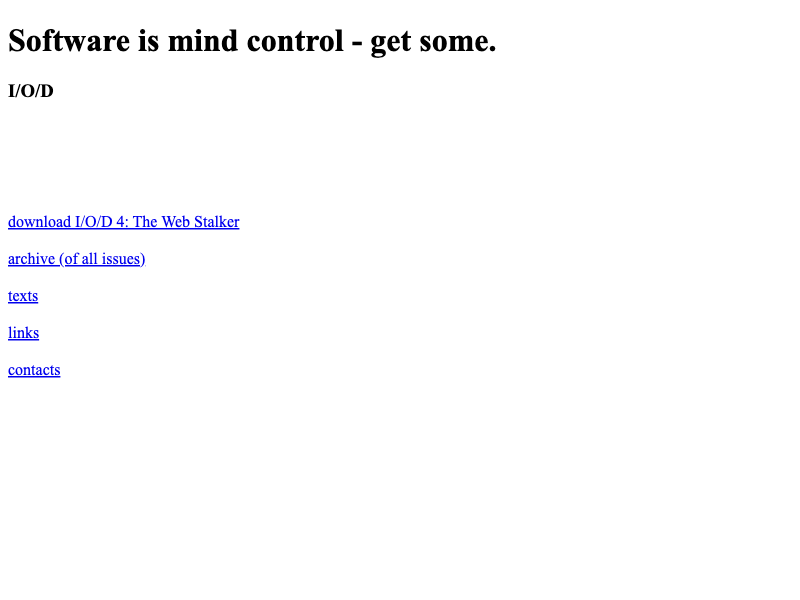 Software is mind control - get some.
I/O/D
download I/O/D 4: The Web Stalker
archive (of all issues)
texts
links
contacts